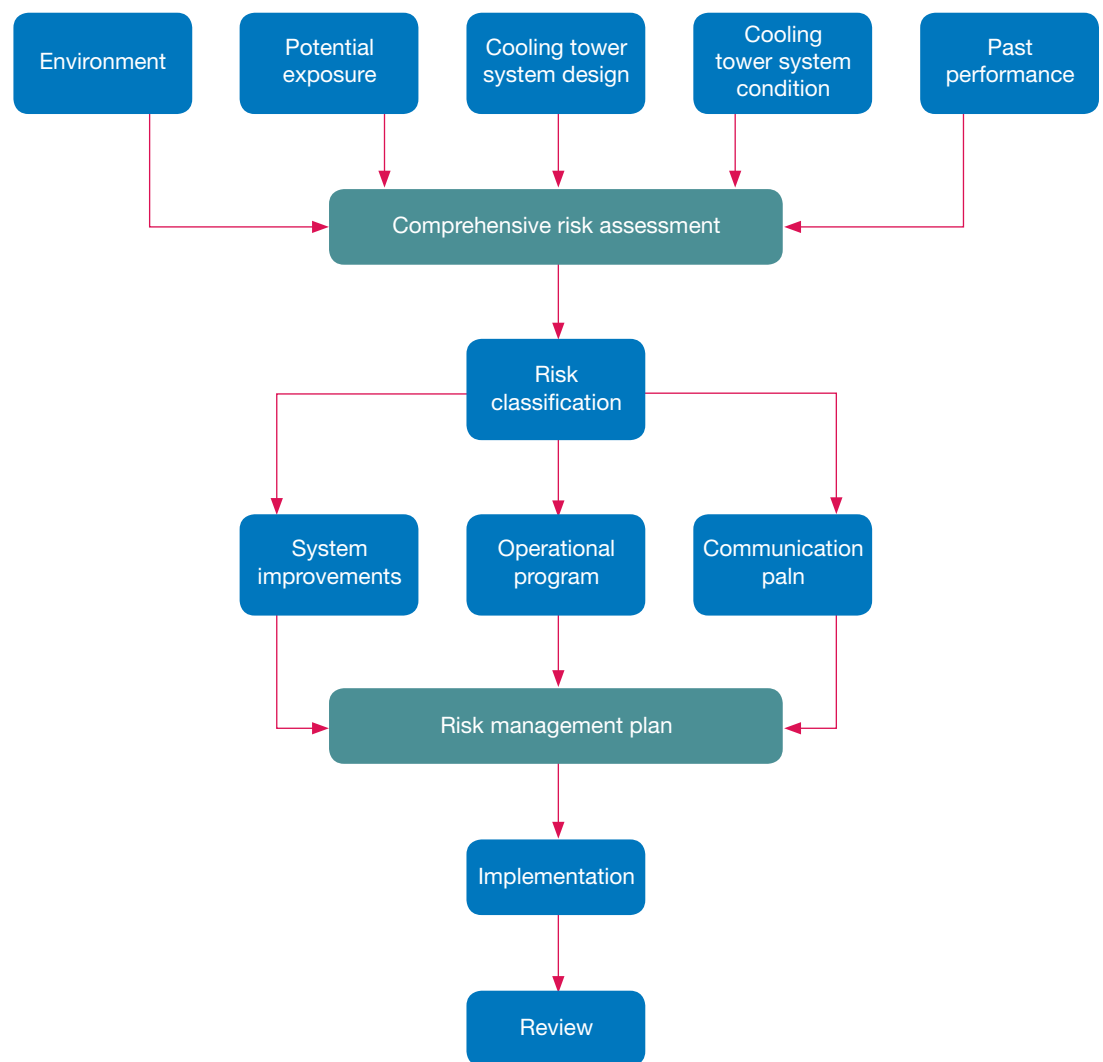 Environment
Potential
exposure
Cooling tower
system design
Cooling
tower system
condition
Past
performance
Comprehensive risk assessment
Risk
classification
System
improvements
Operational
program
Communication
paln
Risk management plan
Implementation
Review